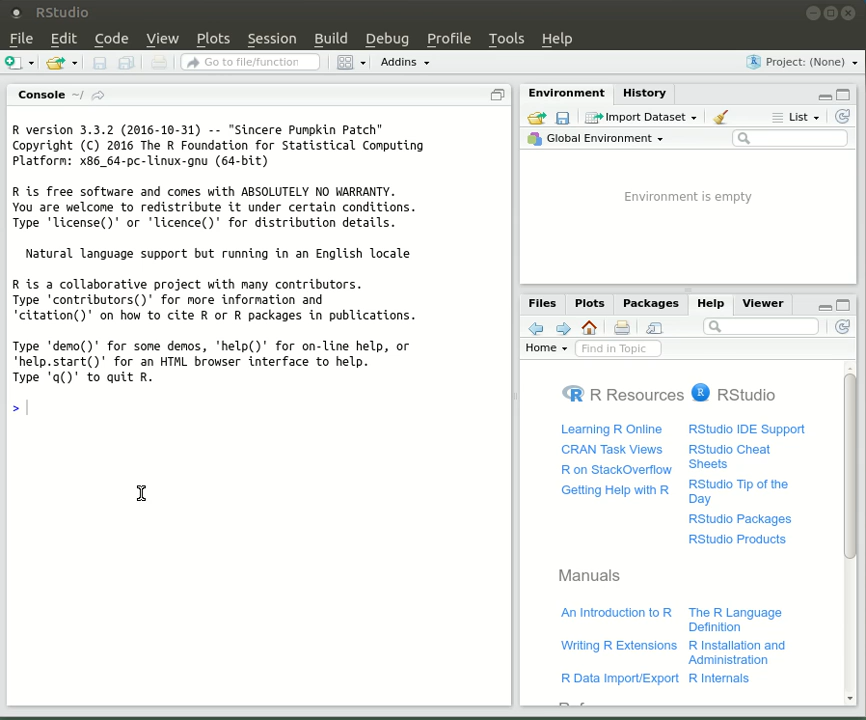 RStudio
File Edit Code View Plots Session Build Debug Profile Tools Help
Go to file/function
Addins
Project: (None)
Console ~/
R version 3.3.2 (2016-10-31) -- "Sincere Pumpkin Patch"
Copyright (C) 2016 The R Foundation for Statistical Computing
Platform: x86_64-pc-linux-gnu (64-bit)
R is free software and comes with ABSOLUTELY NO WARRANTY.
You are welcome to redistribute it under certain conditions.
Type 'license()' or 'licence()' for distribution details.
Natural language support but running in an English locale
R is a collaborative project with many contributors.
Type 'contributors()' for more information and
'citation()' on how to cite R or R packages in publications.
Type 'demo()' for some demos, 'help()' for on-line help, or
'help.start()' for an HTML browser interface to help.
Type 'q()' to quit R.
>
Environment History
Import Dataset
List
Global Environment
Environment is empty
Files Plots Packages Help Viewer
Home
Find in Topic
R Resources
Learning R Online
CRAN Task Views
R on StackOverflow
Getting Help with R
RStudio
RStudio IDE Support
RStudio Cheat
Sheets
RStudio Tip of the
Day
RStudio Packages
RStudio Products
Manuals
An Introduction to R
Writing R Extensions
R Data Import/Export
The R Language
Definition
R Installation and
Administration
R Internals